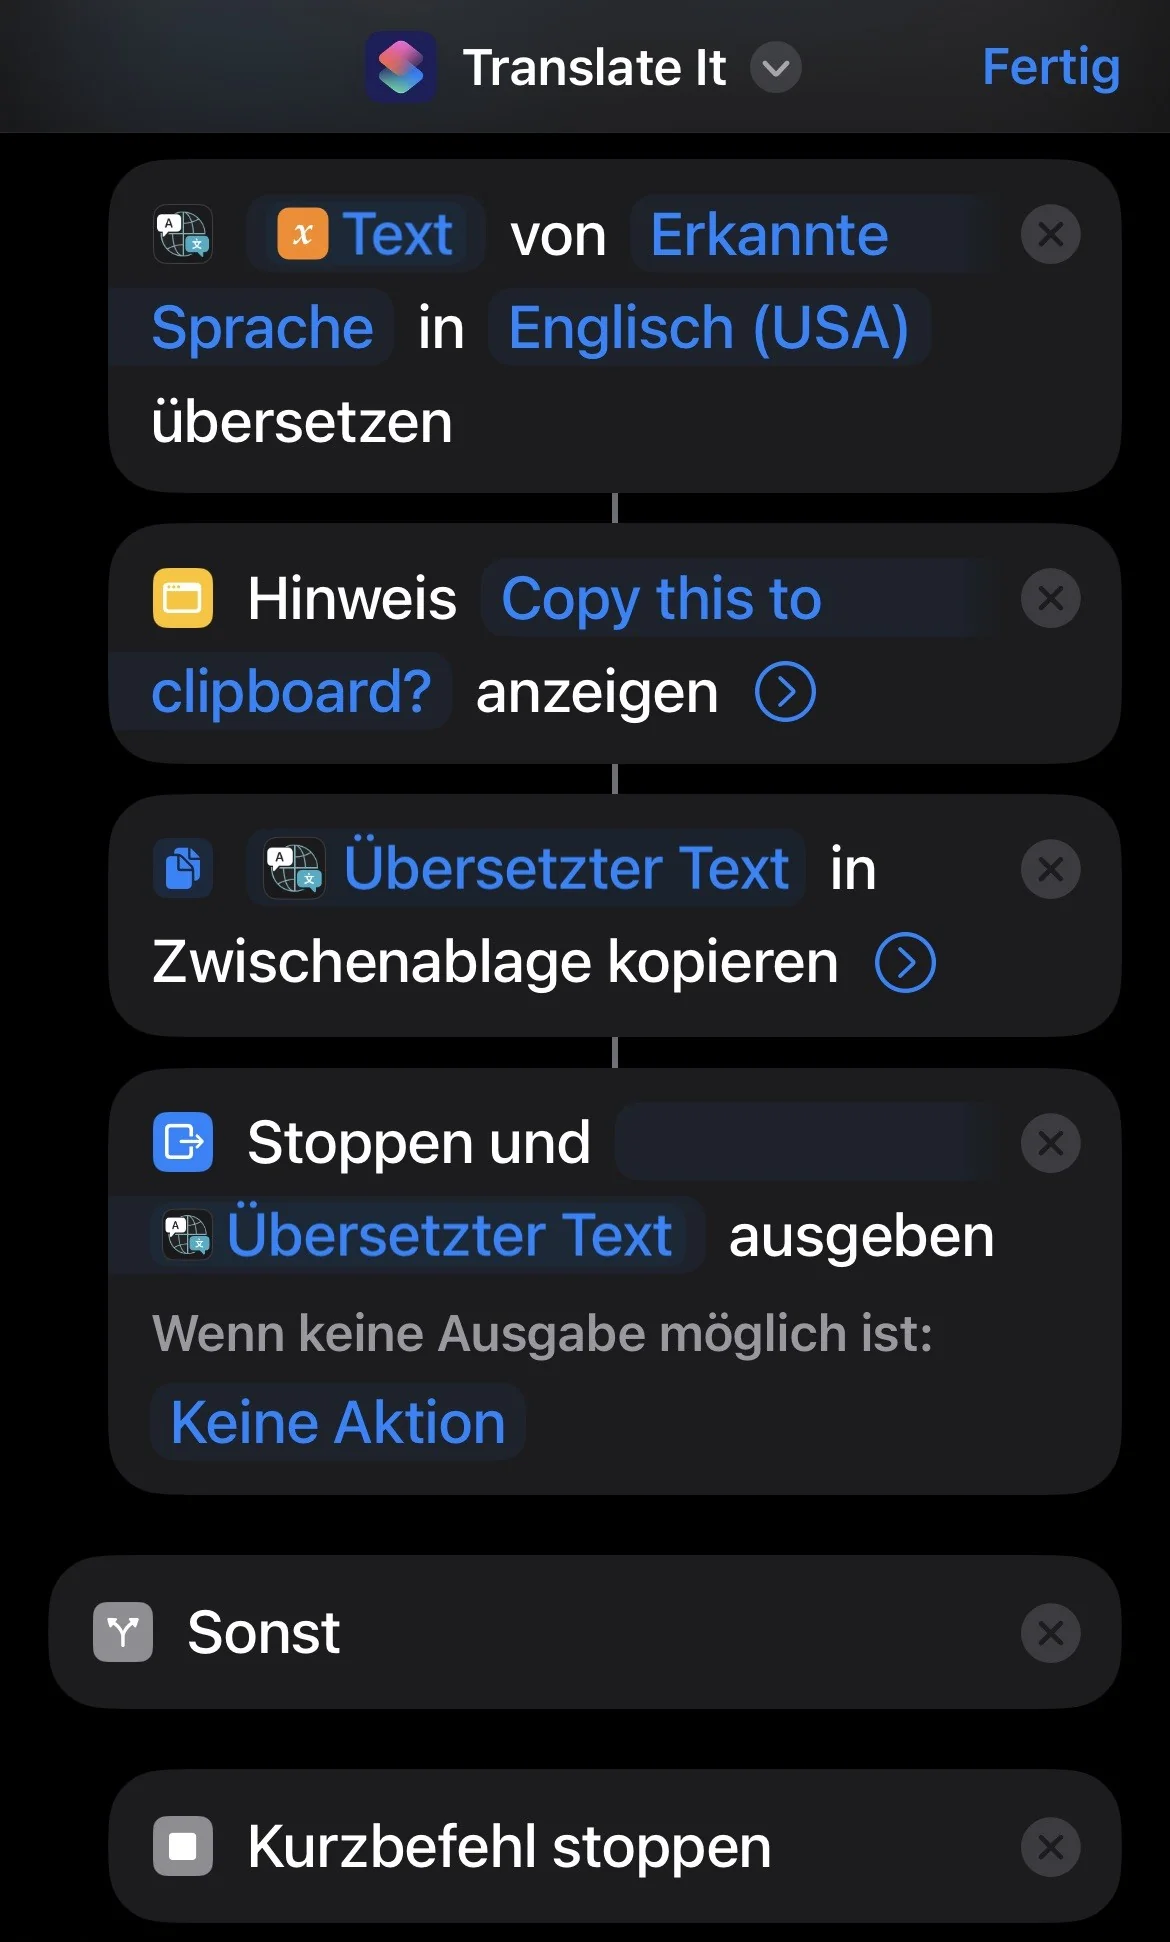 Translate It
Fertig
Text von Erkannte
Sprache in Englisch (USA)
übersetzen
Hinweis Copy this to
clipboard? anzeigen
Übersetzter Text in
Zwischenablage kopieren
Stoppen und
Übersetzter Text ausgeben
Wenn keine Ausgabe möglich ist:
Keine Aktion
Sonst
Kurzbefehl stoppen